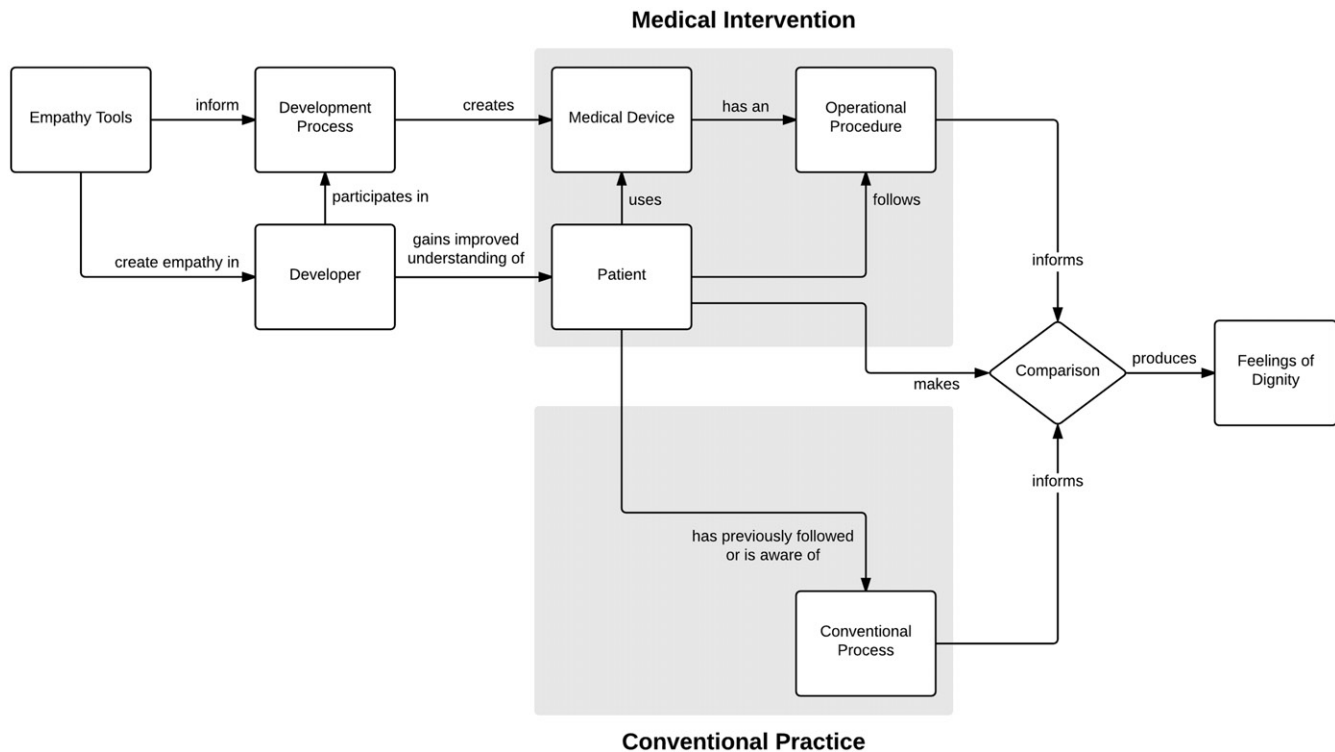 Medical Intervention
Empathy Tools
inform
Development
Process
creates
Medical Device
has an
Operational
Procedure
participates in
uses
follows
create empathy in
Developer
gains improved
understanding of
Patient
informs
makes
Comparison
produces
Feelings of
Dignity
informs
has previously followed
or is aware of
Conventional
Process
Conventional Practice